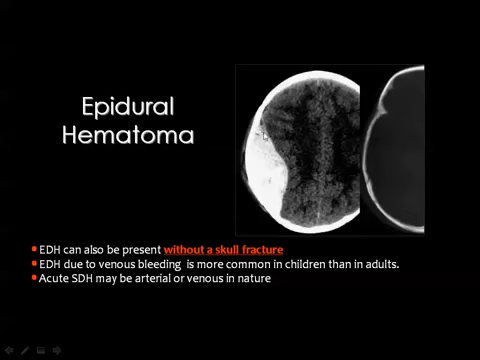 Epidural
Hematoma
EDH can also be present without a skull fracture
EDH due to venous bleeding is more common in children than in adults.
Acute SDH may be arterial or venous in nature